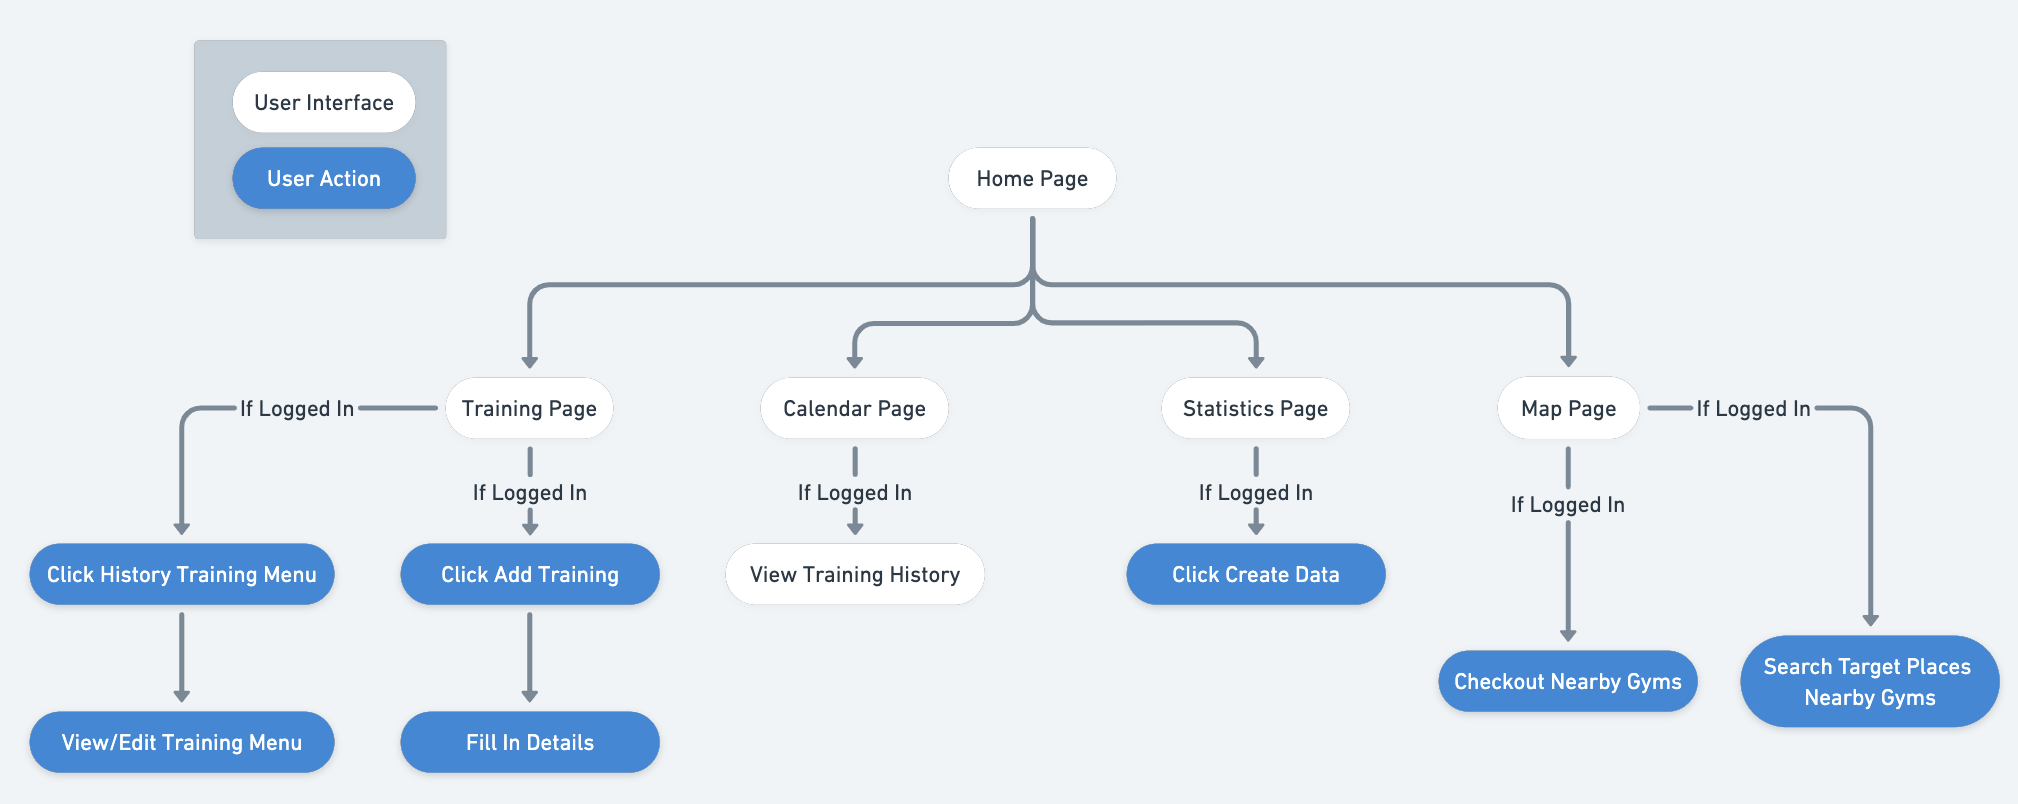 User Interface
User Action
Home Page
If Logged In
Training Page
Calendar Page
Statistics Page
Map Page
If Logged In
If Logged In
If Logged In
If Logged In
If Logged In
Click History Training Menu
Click Add Training
View Training History
Click Create Data
Checkout Nearby Gyms
Search Target Places
Nearby Gyms
View/Edit Training Menu
Fill In Details